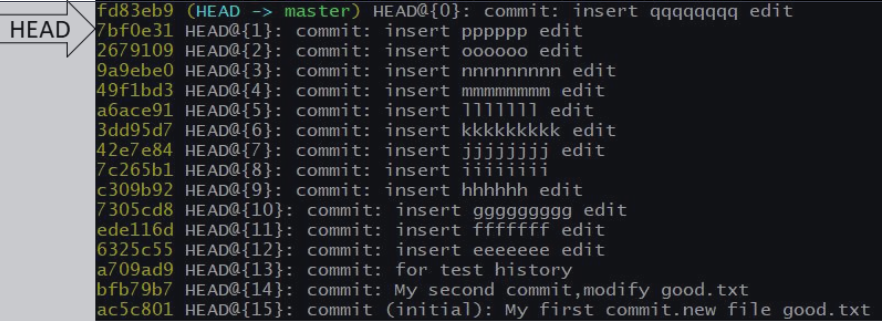 HEAD
fd83eb9 (HEAD -> master) HEAD@{0}: commit: insert qqqqqqqq edit
7bf0e31 HEAD@{1}: commit: insert pppppp edit
2679109 HEAD@{2}: commit: insert oooooo edit
9a9ebe0 HEAD@{3}: commit: insert nnnnnnnnn edit
49f1bd3 HEAD@{4}: commit: insert mmmmmmmmm edit
a6ace91 HEAD@{5}: commit: insert lllllll edit
3dd95d7 HEAD@{6}: commit: insert kkkkkkkkk edit
42e7e84 HEAD@{7}: commit: insert jjjjjjjj edit
7c265b1 HEAD@{8}: commit: insert iiiiiiii
c309b92 HEAD@{9}: commit: insert hhhhhh edit
7305cd8 HEAD@{10}: commit: insert ggggggggg edit
ede116d HEAD@{11}: commit: insert fffffff edit
6325c55 HEAD@{12}: commit: insert eeeeeee edit
a709ad9 HEAD@{13}: commit: for test history
bfb79b7 HEAD@{14}: commit: My second commit,modify good.txt
ac5c801 HEAD@{15}: commit (initial): My first commit.new file good.txt